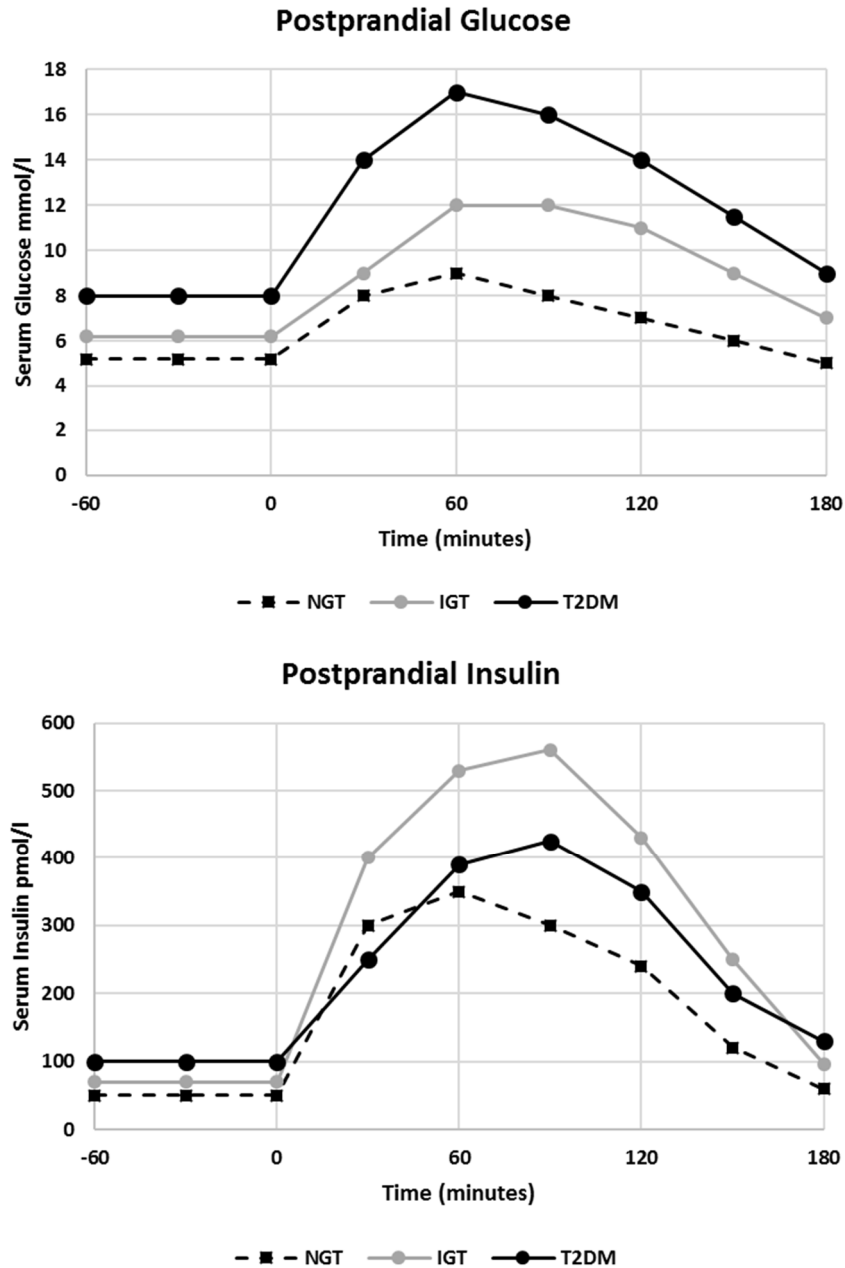 Postprandial Glucose
Serum Glucose mmol/l
18
16
14
12
10
8
6
4
2
0
-60 0 60 120 180
Time (minutes)
NGT IGT T2DM
Postprandial Insulin
Serum Insulin pmol/l
600
500
400
300
200
100
0
-60 0 60 120 180
Time (minutes)
NGT IGT T2DM